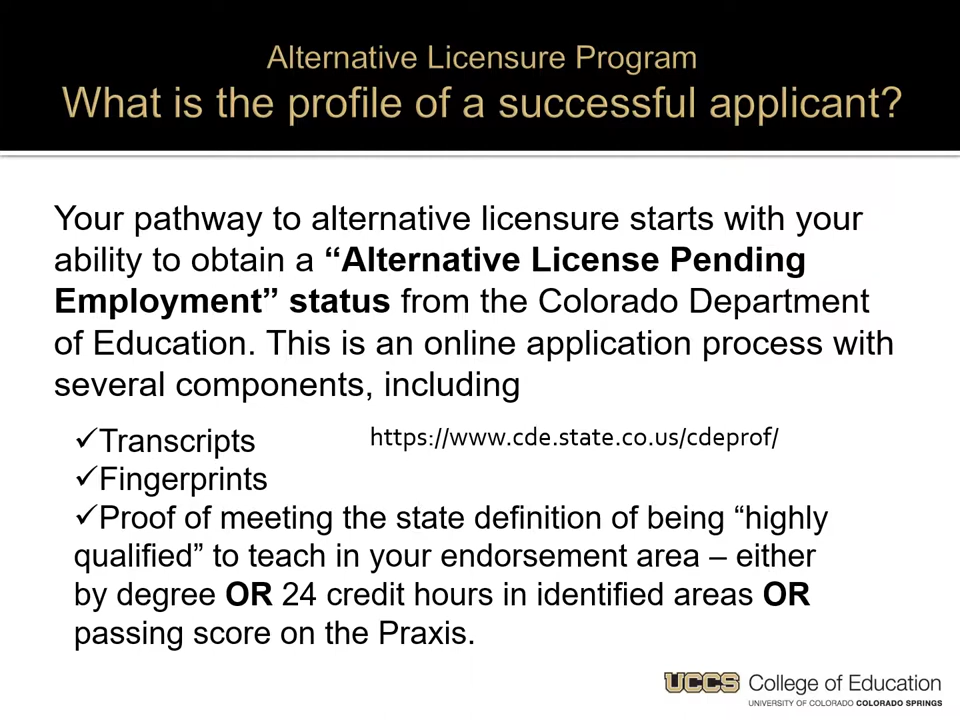 Alternative Licensure Program
What is the profile of a successful applicant?
Your pathway to alternative licensure starts with your
ability to obtain a “Alternative License Pending
Employment” status from the Colorado Department
of Education. This is an online application process with
several components, including
✓Transcripts
https://www.cde.state.co.us/cdeprof/
✓Fingerprints
✓Proof of meeting the state definition of being “highly
qualified” to teach in your endorsement area – either
by degree OR 24 credit hours in identified areas OR
passing score on the Praxis.
UCCS College of Education
UNIVERSITY OF COLORADO COLORADO SPRINGS